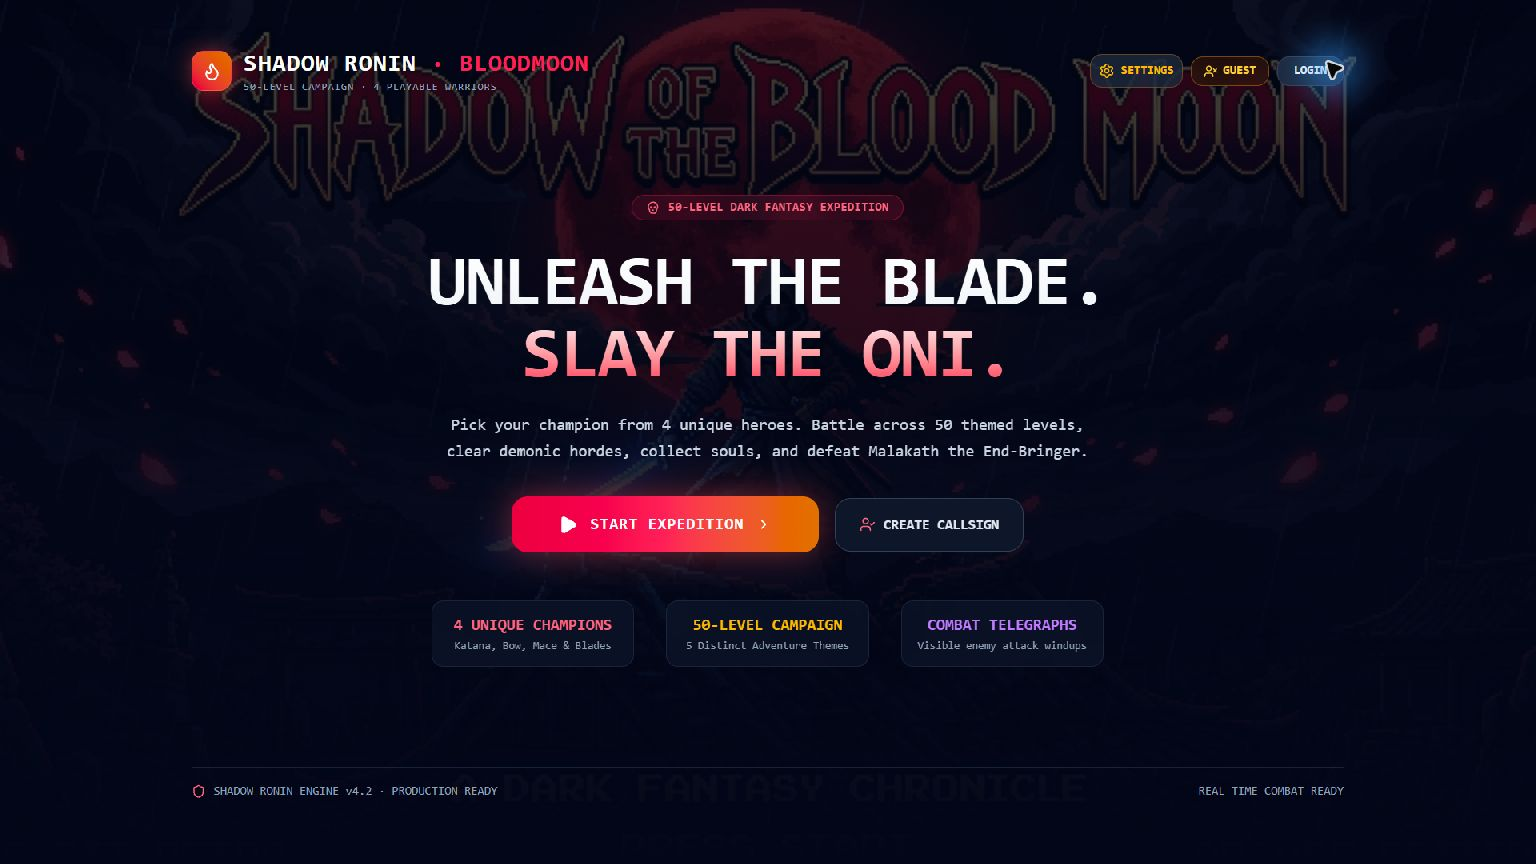 SHADOW RONIN · BLOODMOON
50-LEVEL CAMPAIGN · 4 PLAYABLE WARRIORS
SETTINGS
GUEST
LOGIN
SHADOW OF THE BLOOD MOON
50-LEVEL DARK FANTASY EXPEDITION
UNLEASH THE BLADE.
SLAY THE ONI.
Pick your champion from 4 unique heroes. Battle across 50 themed levels,
clear demonic hordes, collect souls, and defeat Malakath the End-Bringer.
START EXPEDITION
CREATE CALLSIGN
4 UNIQUE CHAMPIONS
Katana, Bow, Mace & Blades
50-LEVEL CAMPAIGN
5 Distinct Adventure Themes
COMBAT TELEGRAPHS
Visible enemy attack windups
A DARK FANTASY CHRONICLE
SHADOW RONIN ENGINE v4.2 · PRODUCTION READY
REAL TIME COMBAT READY
PRESS START